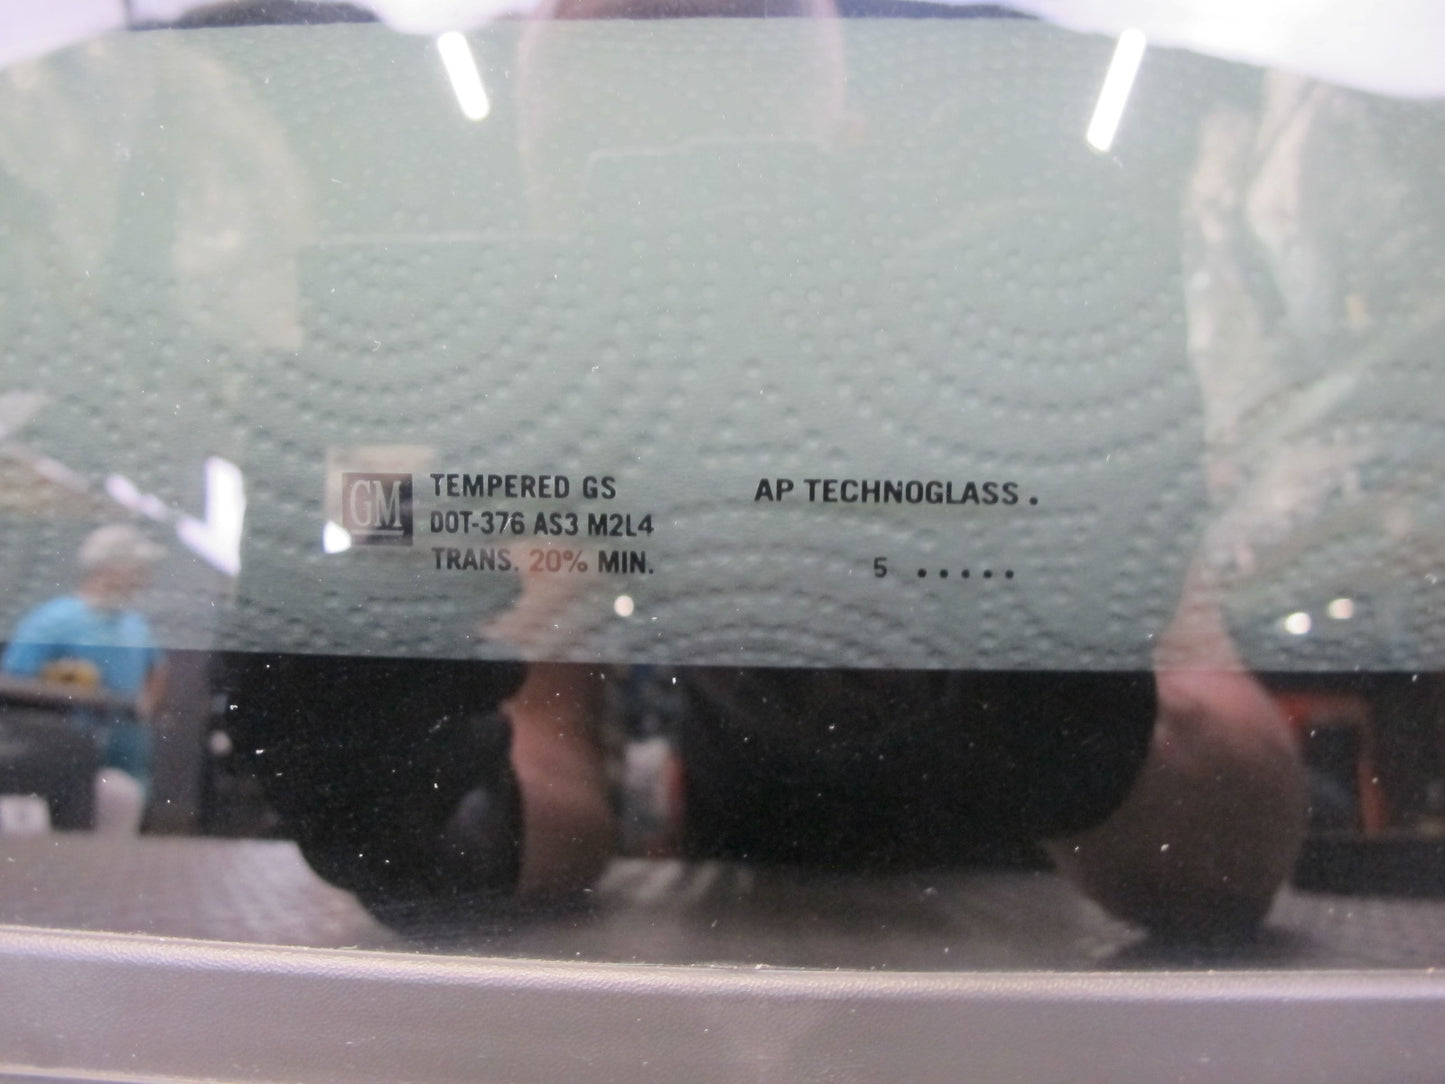 GM
TEMPERED GS
DOT-376 AS3 M2L4
TRANS. 20% MIN.
AP TECHNOGLASS .
5 .....